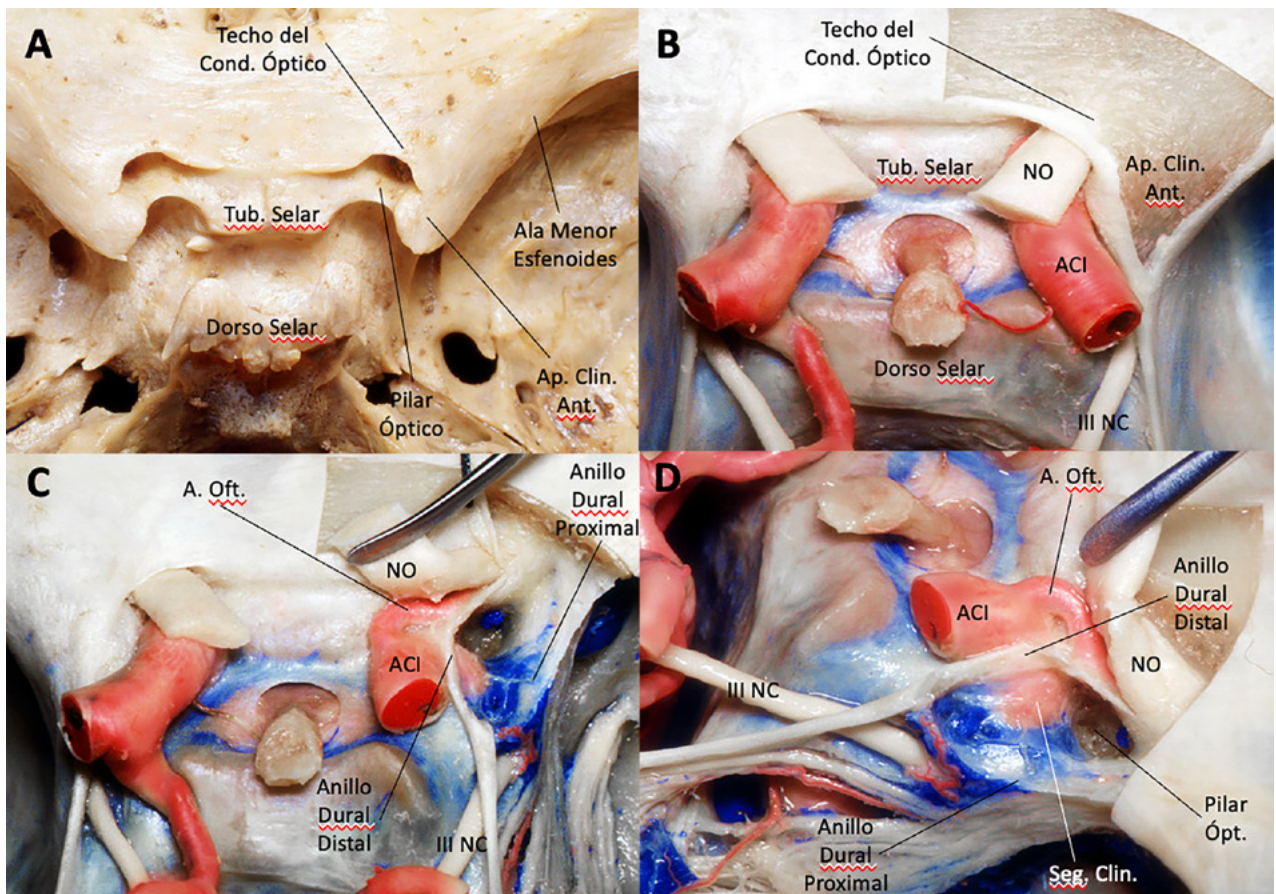 A
Techo del
Cond. Óptico
Tub. Selar
Ala Menor
Esfenoides
Dorso Selar
Pilar
Óptico
Ap. Clin.
Ant.
B
Techo del
Cond. Óptico
Tub. Selar
NO
Ap. Clin.
Ant.
ACI
Dorso Selar
III NC
C
A. Oft.
Anillo
Dural
Proximal
NO
ACI
Anillo
Dural
Distal
III NC
D
A. Oft.
Anillo
Dural
Distal
ACI
NO
III NC
Anillo
Dural
Proximal
Seg. Clin.
Pilar
Ópt.